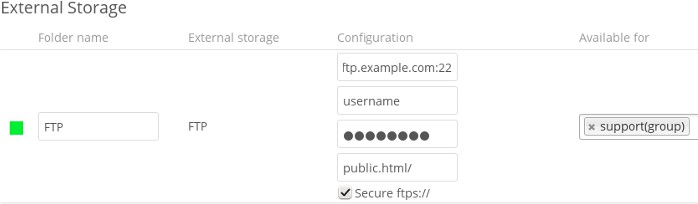 External Storage
Folder name External storage Configuration Available for
ftp.example.com:22
username
FTP FTP ●●●●●●●● × support(group)
public.html/
Secure ftps://